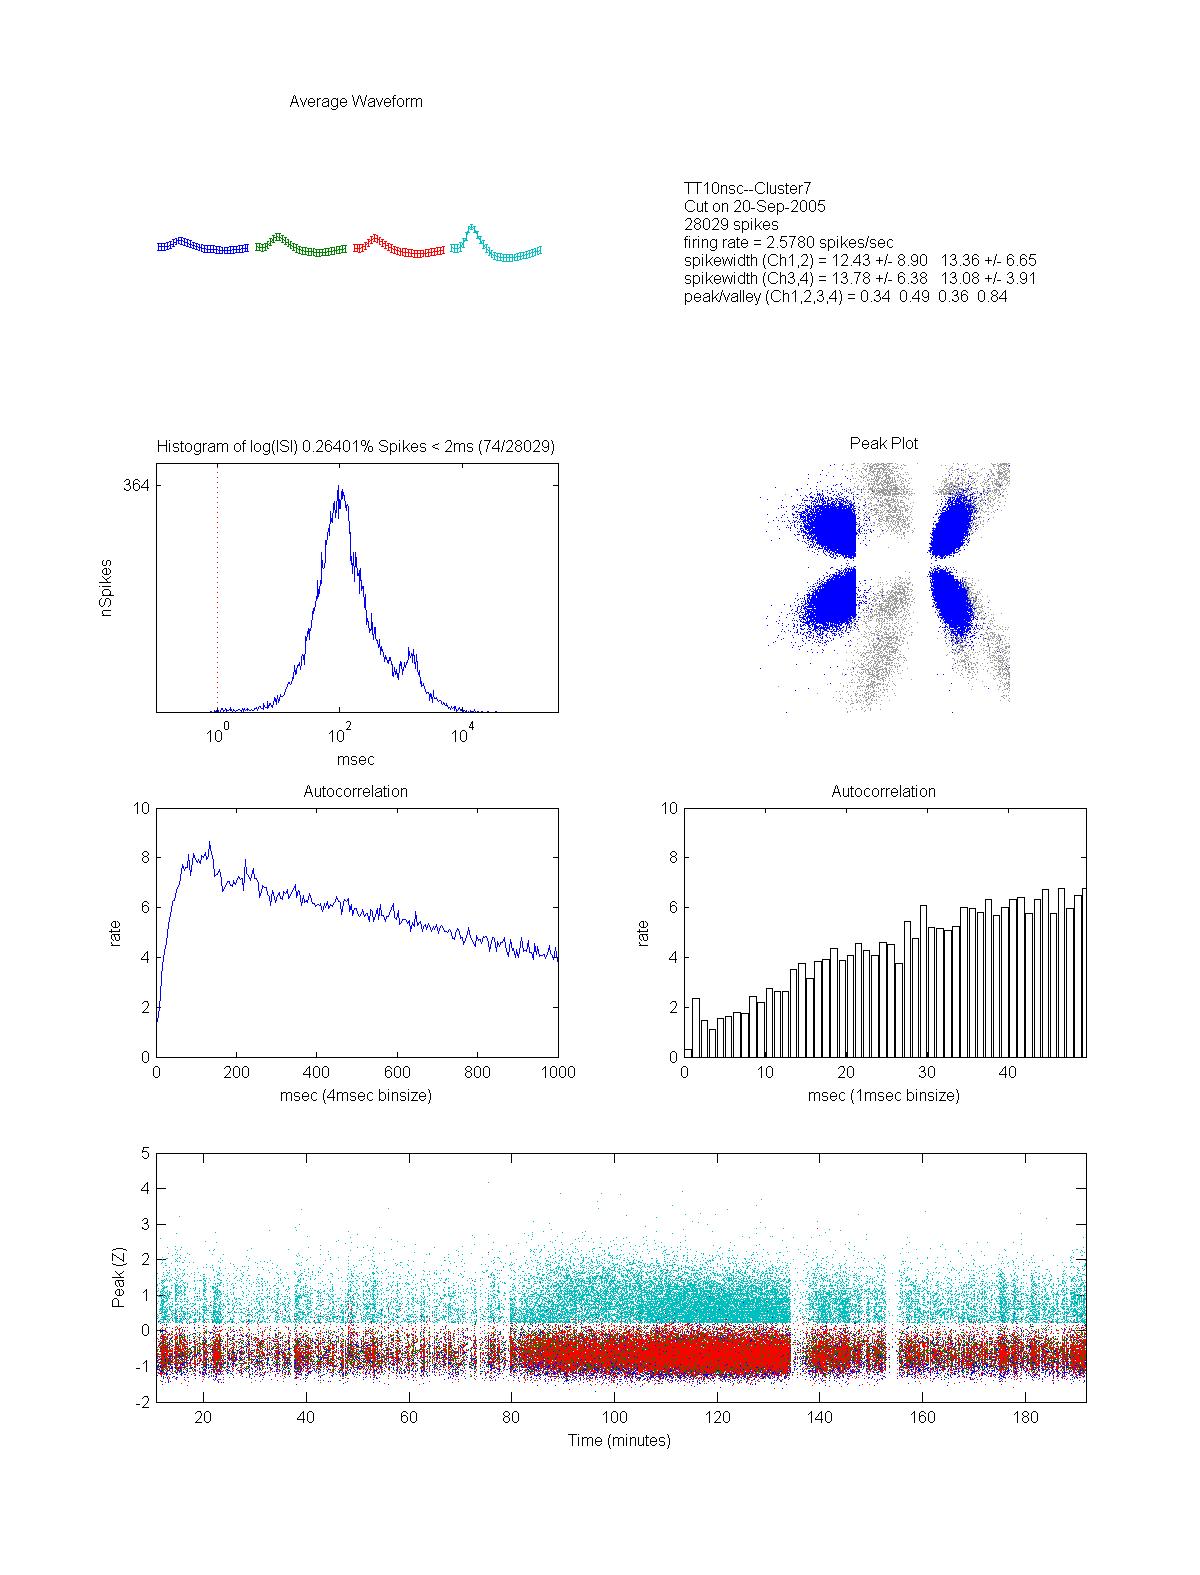 Average Waveform
TT10nsc--Cluster7
Cut on 20-Sep-2005
28029 spikes
firing rate = 2.5780 spikes/sec
spikewidth (Ch1,2) = 12.43 +/- 8.90 13.36 +/- 6.65
spikewidth (Ch3,4) = 13.78 +/- 6.38 13.08 +/- 3.91
peak/valley (Ch1,2,3,4) = 0.34 0.49 0.36 0.84
Histogram of log(ISI) 0.26401% Spikes < 2ms (74/28029)
364
nSpikes
10^0 10^2 10^4
msec
Peak Plot
Autocorrelation
10
8
6
4
2
0
rate
0 200 400 600 800 1000
msec (4msec binsize)
Autocorrelation
10
8
6
4
2
0
rate
0 10 20 30 40
msec (1msec binsize)
5
4
3
2
1
0
-1
-2
Peak (Z)
20 40 60 80 100 120 140 160 180
Time (minutes)